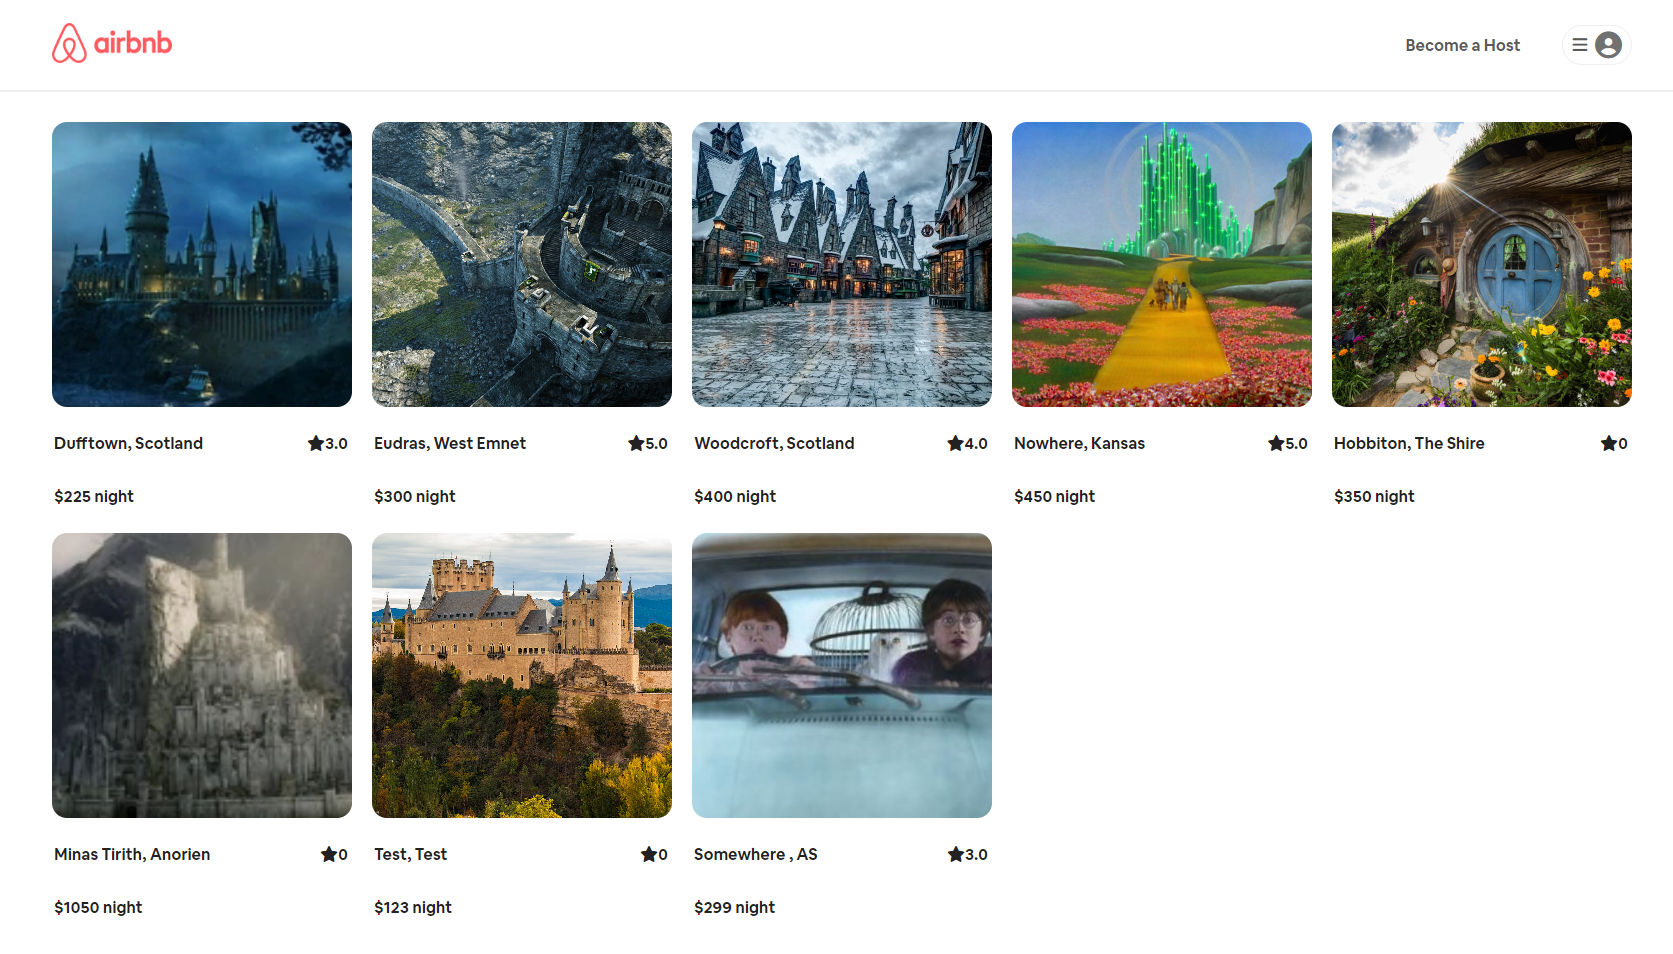 airbnb
Become a Host
Dufftown, Scotland ★3.0
$225 night
Eudras, West Emnet ★5.0
$300 night
Woodcroft, Scotland ★4.0
$400 night
Nowhere, Kansas ★5.0
$450 night
Hobbiton, The Shire ★0
$350 night
Minas Tirith, Anorien ★0
$1050 night
Test, Test ★0
$123 night
Somewhere , AS ★3.0
$299 night